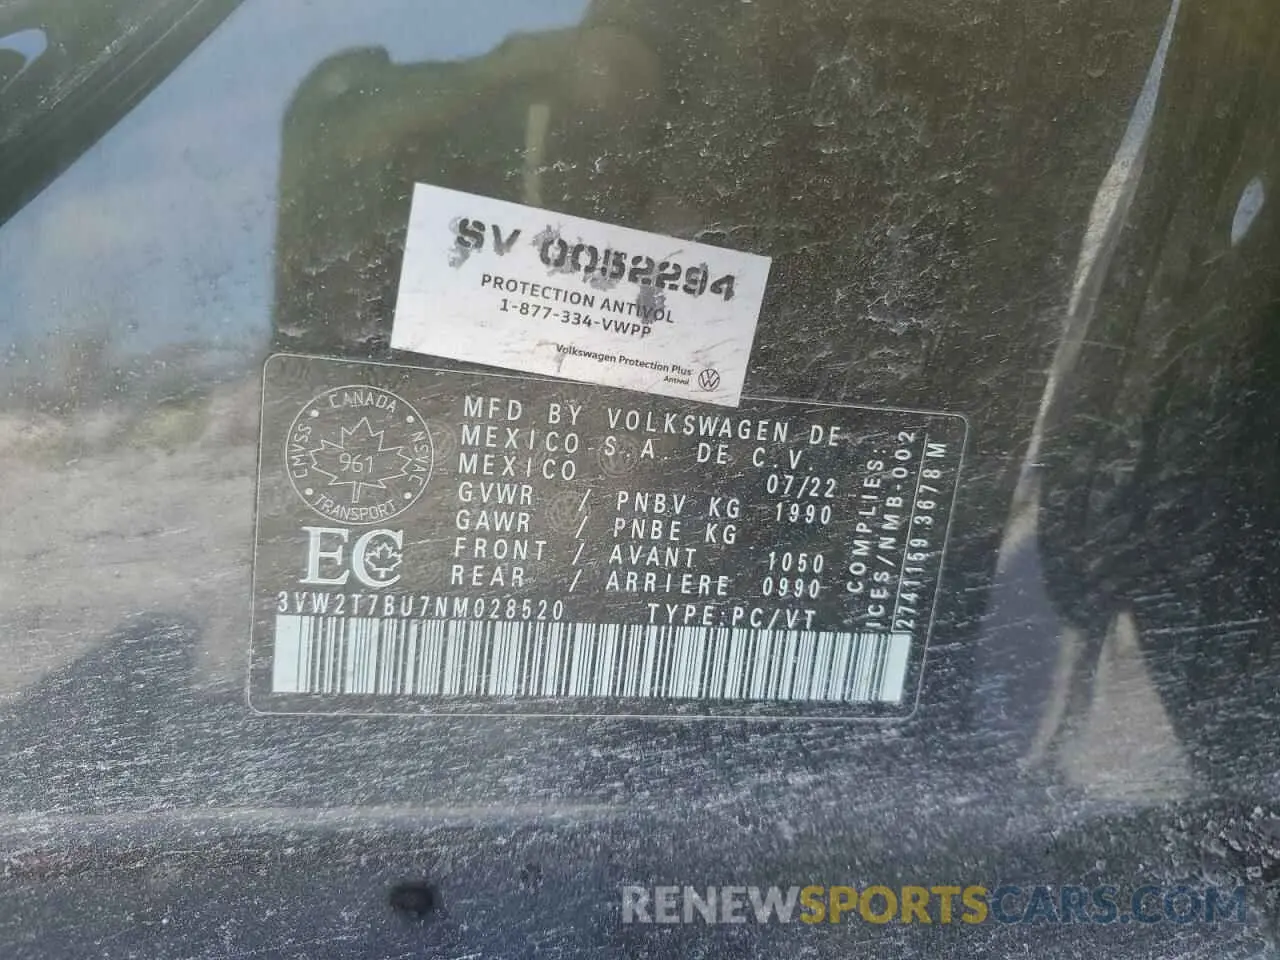 SV 0052294
PROTECTION ANTIVOL
1-877-334-VWPP
Volkswagen Protection Plus
Antivol
CANADA
CMVSS
NSVAC
961
TRANSPORT
EC
MFD BY VOLKSWAGEN DE
MEXICO S.A. DE C.V.
MEXICO 07/22
GVWR / PNBV KG 1990
GAWR / PNBE KG
FRONT / AVANT 1050
REAR / ARRIERE 0990
3VW2T7BU7NM028520 TYPE:PC/VT
COMPLIES:
ICES/NMB-002
2741159.3678M
RENEWSPORTSCARS.COM